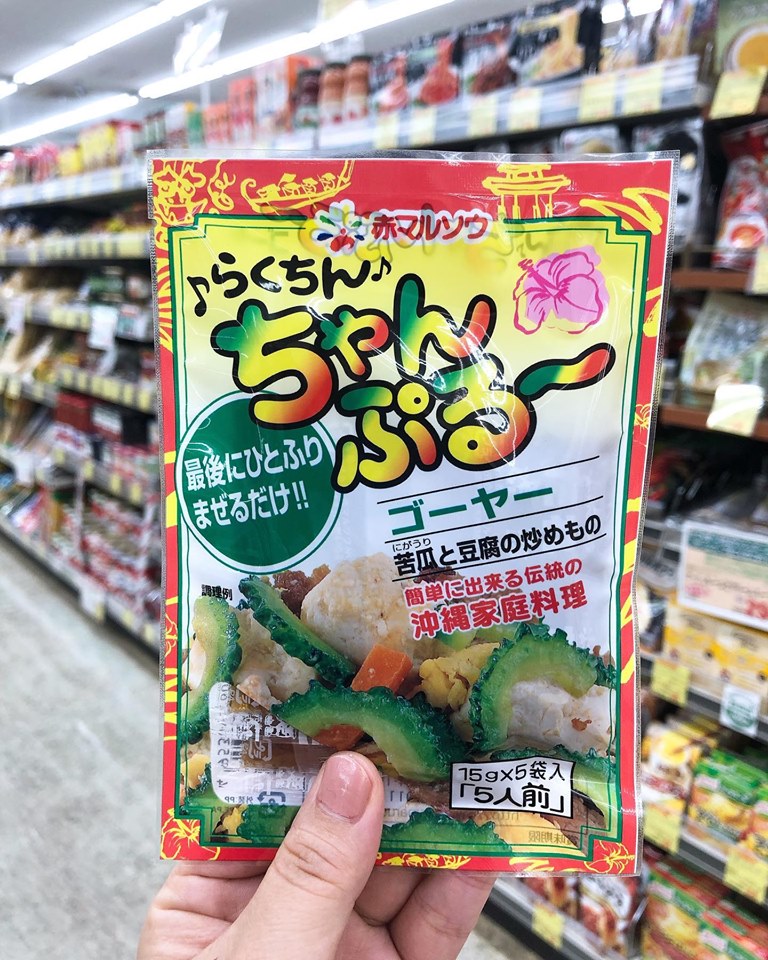 赤マルソウ
♪らくちん♪
ちゃん
ぷるー
最後にひとふり
まぜるだけ!!
ゴーヤー
にがうり
苦瓜と豆腐の炒めもの
簡単に出来る伝統の
沖縄家庭料理
調理例
15g×5袋入
「5人前」